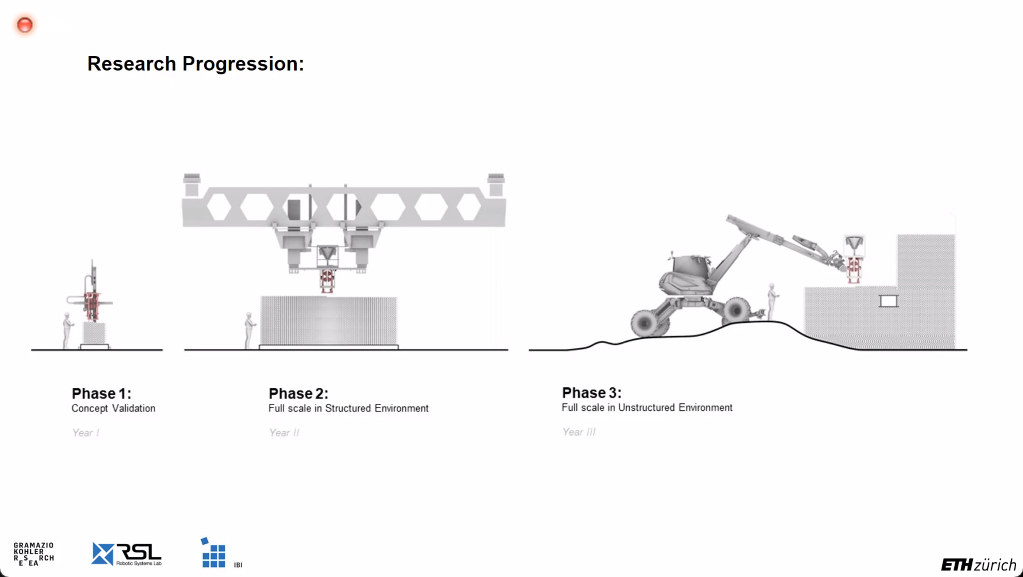 Research Progression:
Phase 1:
Concept Validation
Year I
Phase 2:
Full scale in Structured Environment
Year II
Phase 3:
Full scale in Unstructured Environment
Year III
GRAMAZIO
KOHLER
RESEARCH
RSL
Robotic Systems Lab
IBI
ETH zürich